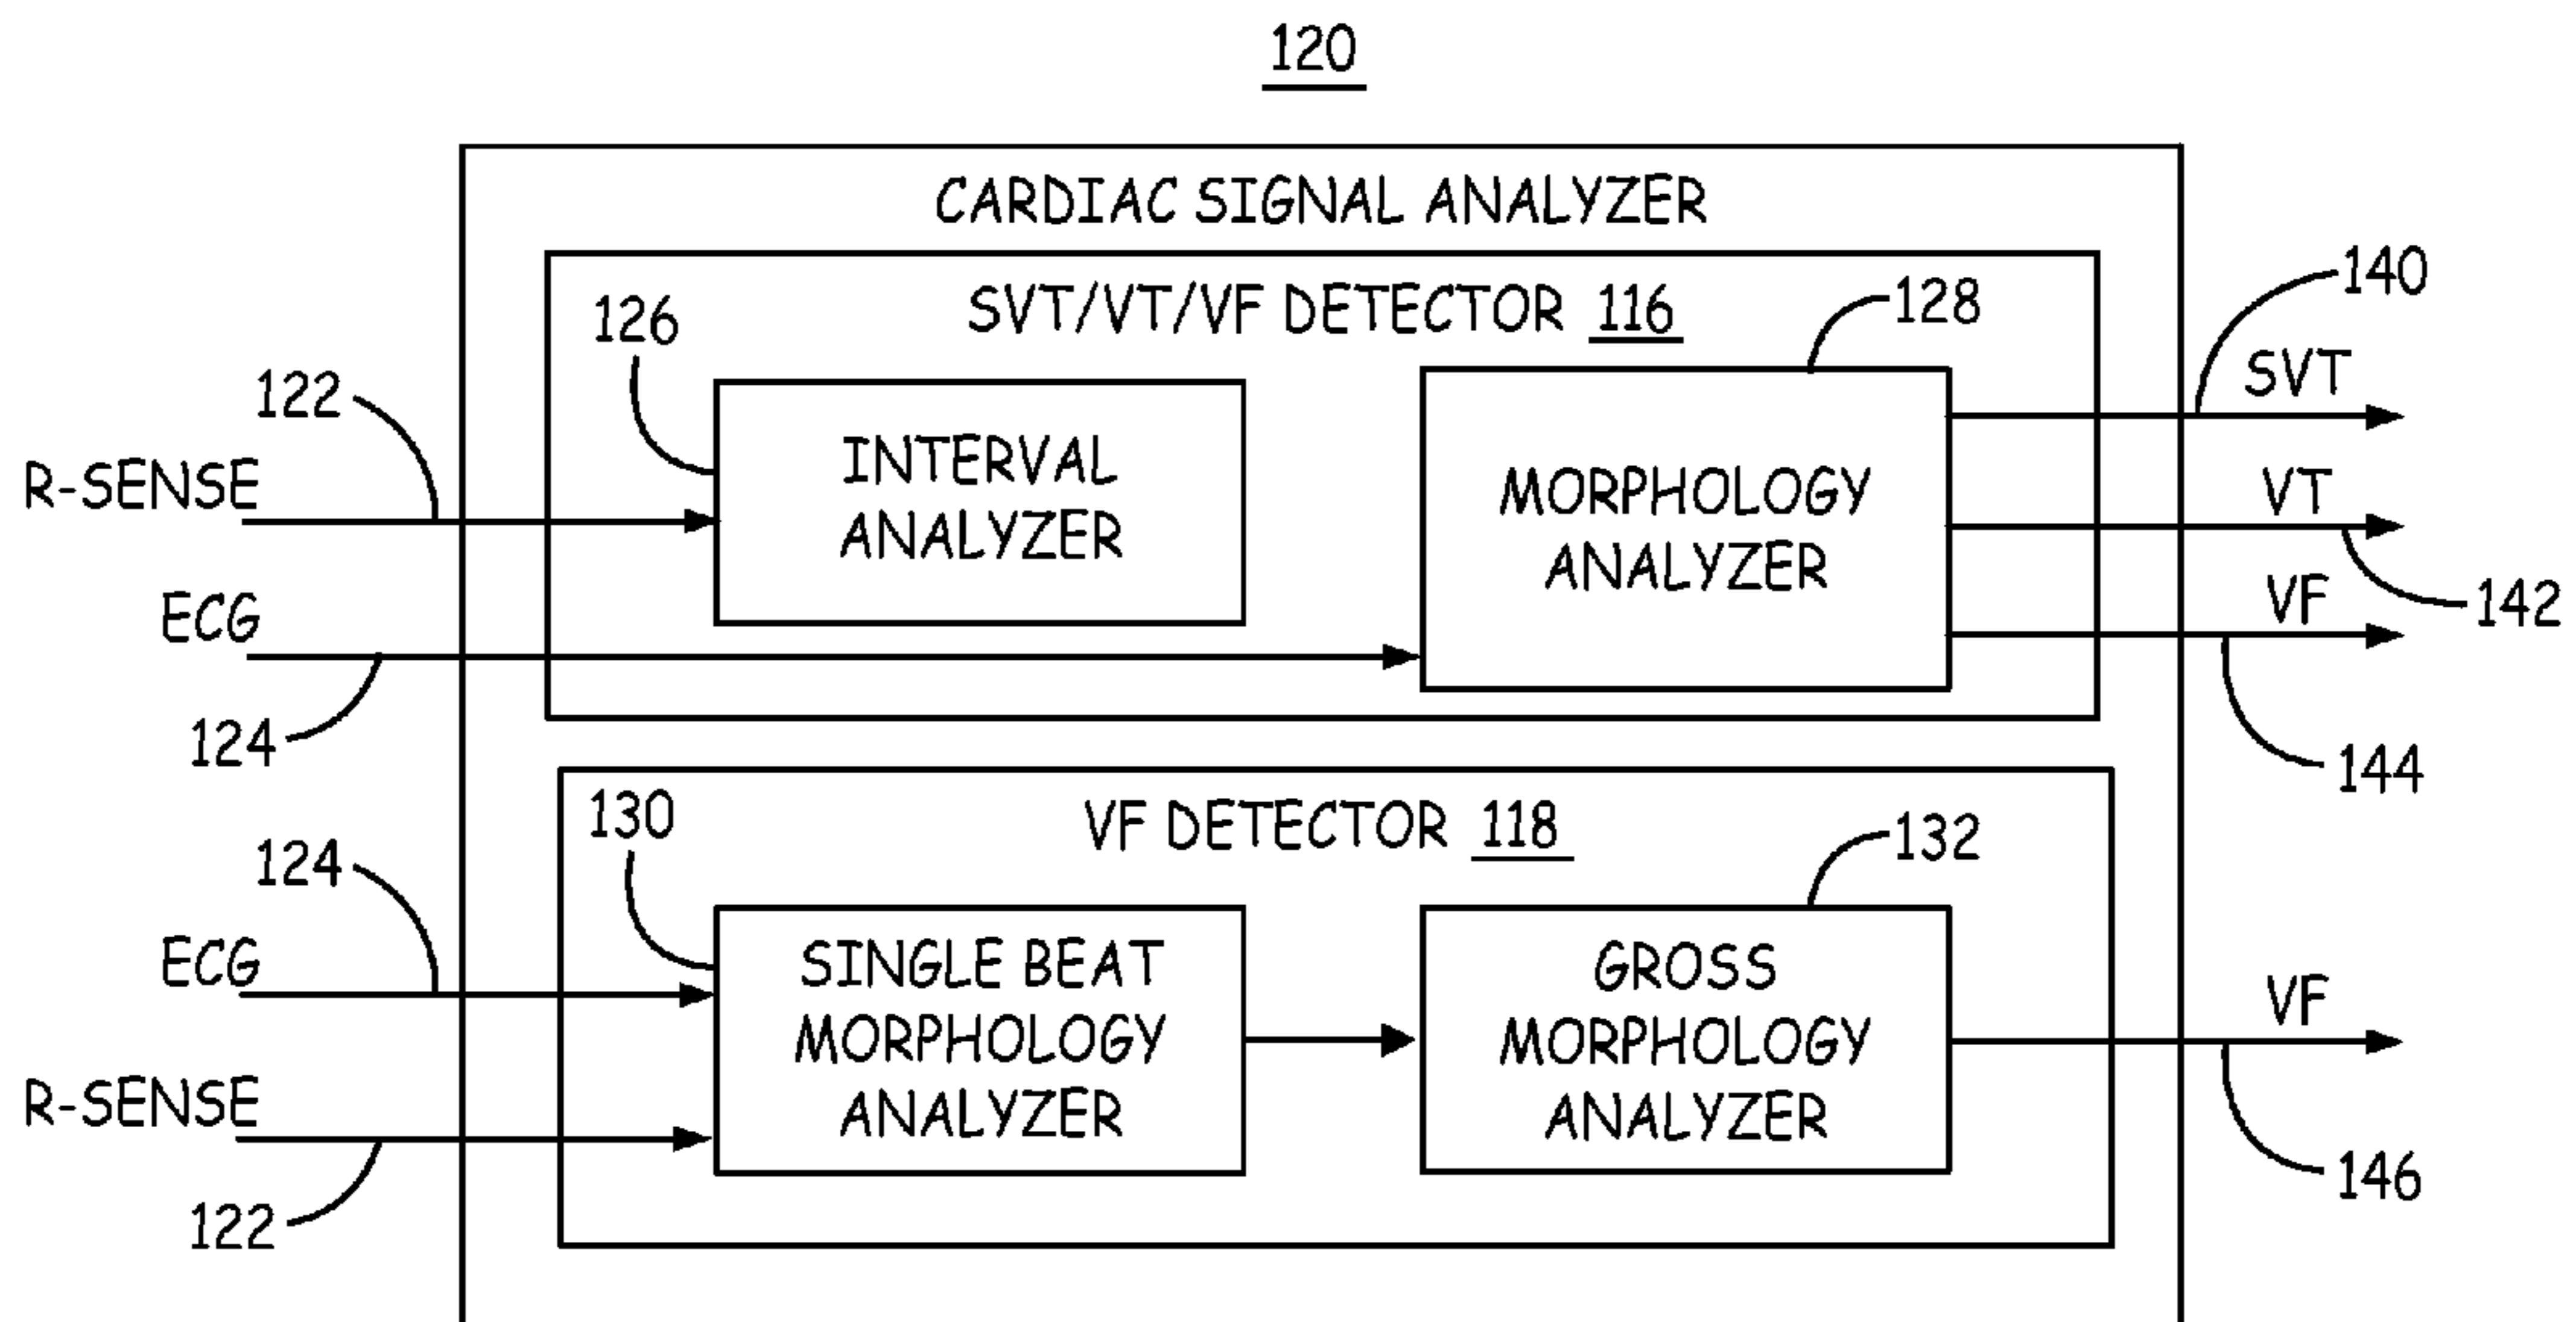 120
CARDIAC SIGNAL ANALYZER
SVT/VT/VF DETECTOR 116
126
128
140
122
R-SENSE
INTERVAL
ANALYZER
MORPHOLOGY
ANALYZER
SVT
VT
142
VF
144
ECG
124
VF DETECTOR 118
130
132
124
ECG
R-SENSE
122
SINGLE BEAT
MORPHOLOGY
ANALYZER
GROSS
MORPHOLOGY
ANALYZER
VF
146